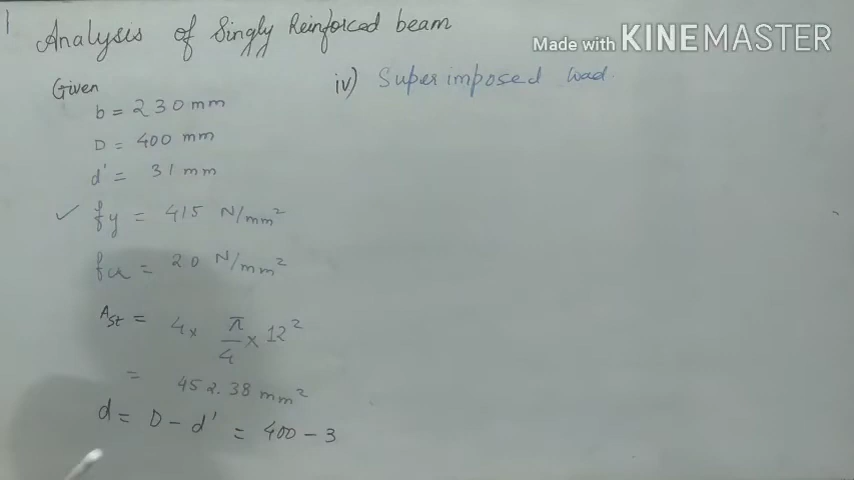 1
Analysis of Singly Reinforced beam
Made with KINEMASTER
Given
iv) Superimposed load.
b = 230 mm
D = 400 mm
d' = 31 mm
✓ fy = 415 N/mm²
fck = 20 N/mm²
Ast = 4 × π/4 × 12²
= 452.38 mm²
d = D - d' = 400 - 3